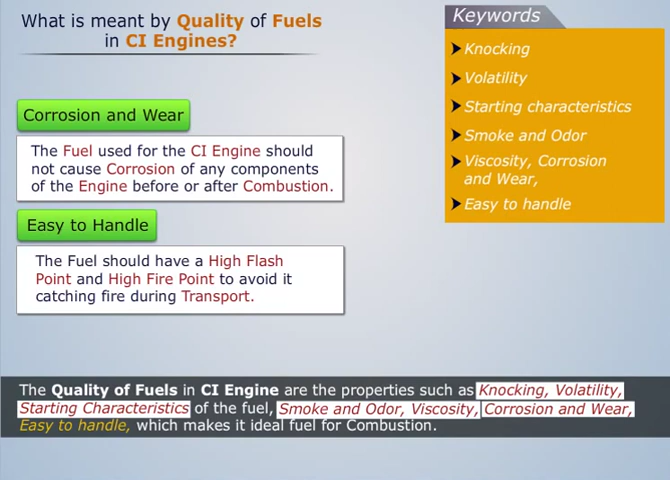 What is meant by Quality of Fuels
in CI Engines?
Keywords
Knocking
Volatility
Starting characteristics
Smoke and Odor
Viscosity, Corrosion
and Wear,
Easy to handle
Corrosion and Wear
The Fuel used for the CI Engine should
not cause Corrosion of any components
of the Engine before or after Combustion.
Easy to Handle
The Fuel should have a High Flash
Point and High Fire Point to avoid it
catching fire during Transport.
The Quality of Fuels in CI Engine are the properties such as Knocking, Volatility,
Starting Characteristics of the fuel, Smoke and Odor, Viscosity, Corrosion and Wear,
Easy to handle, which makes it ideal fuel for Combustion.